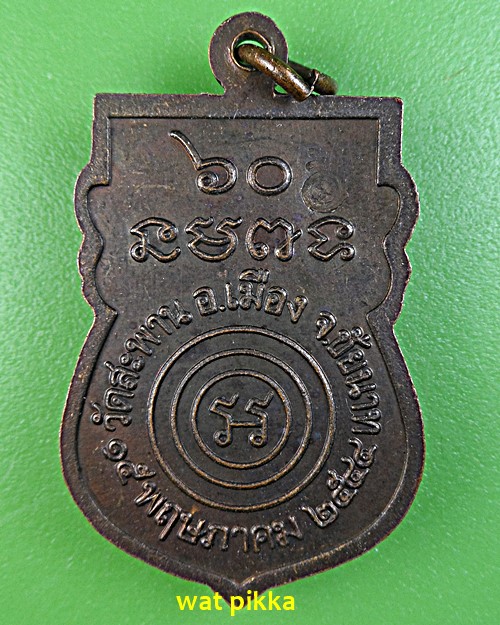 ๖๐
วัดสะพาน อ.เมือง จ.ชัยนาท
๑๕ พฤษภาคม ๒๕๔๔
wat pikka